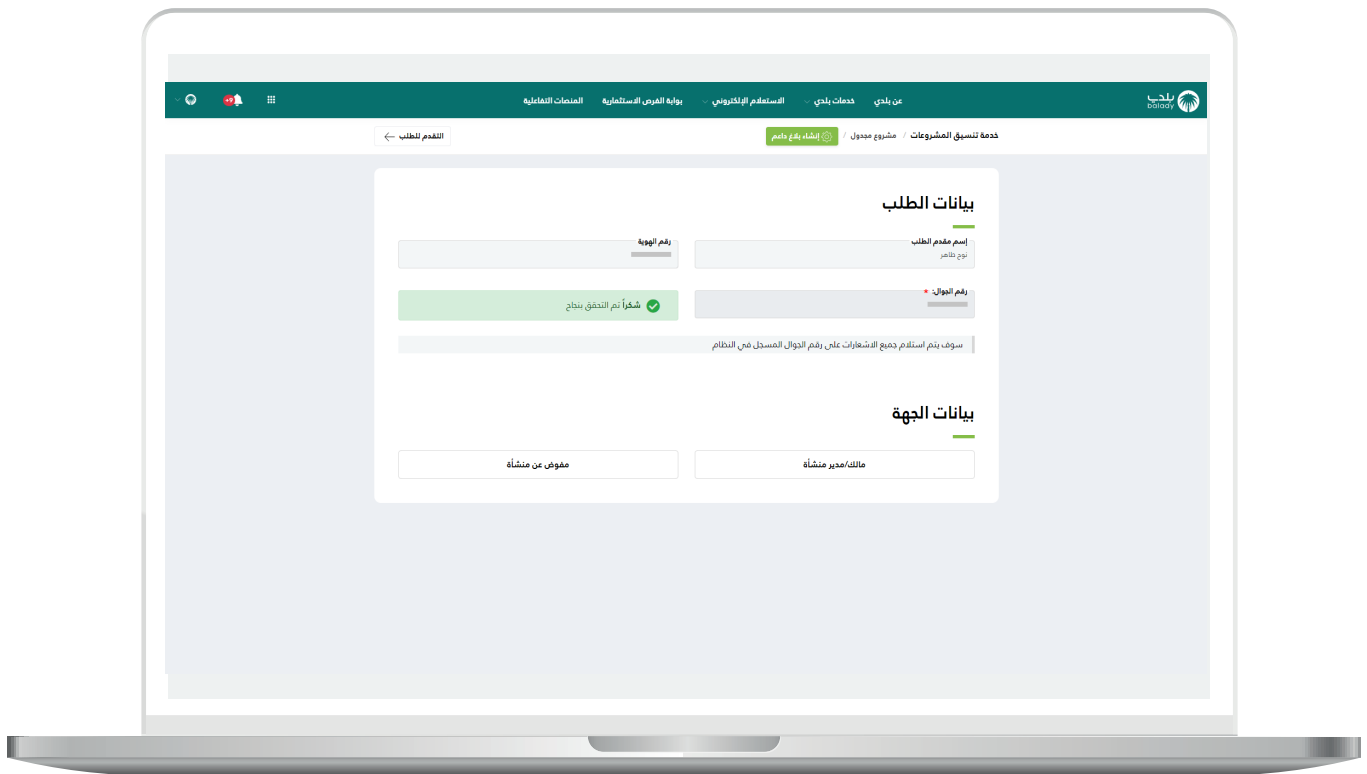 بلدي
balady
عن بلدي
خدمات بلدي
الاستعلام الإلكتروني
بوابة الفرص الاستثمارية
المنصات التفاعلية
+9
خدمة تنسيق المشروعات / مشروع مجدول / إنشاء بلاغ داعم
التقدم للطلب
بيانات الطلب
إسم مقدم الطلب
نوح ظاهر
رقم الهوية
رقم الجوال: *
شكراً تم التحقق بنجاح
سوف يتم استلام جميع الاشعارات على رقم الجوال المسجل في النظام
بيانات الجهة
مالك/مدير منشأة
مفوض عن منشأة